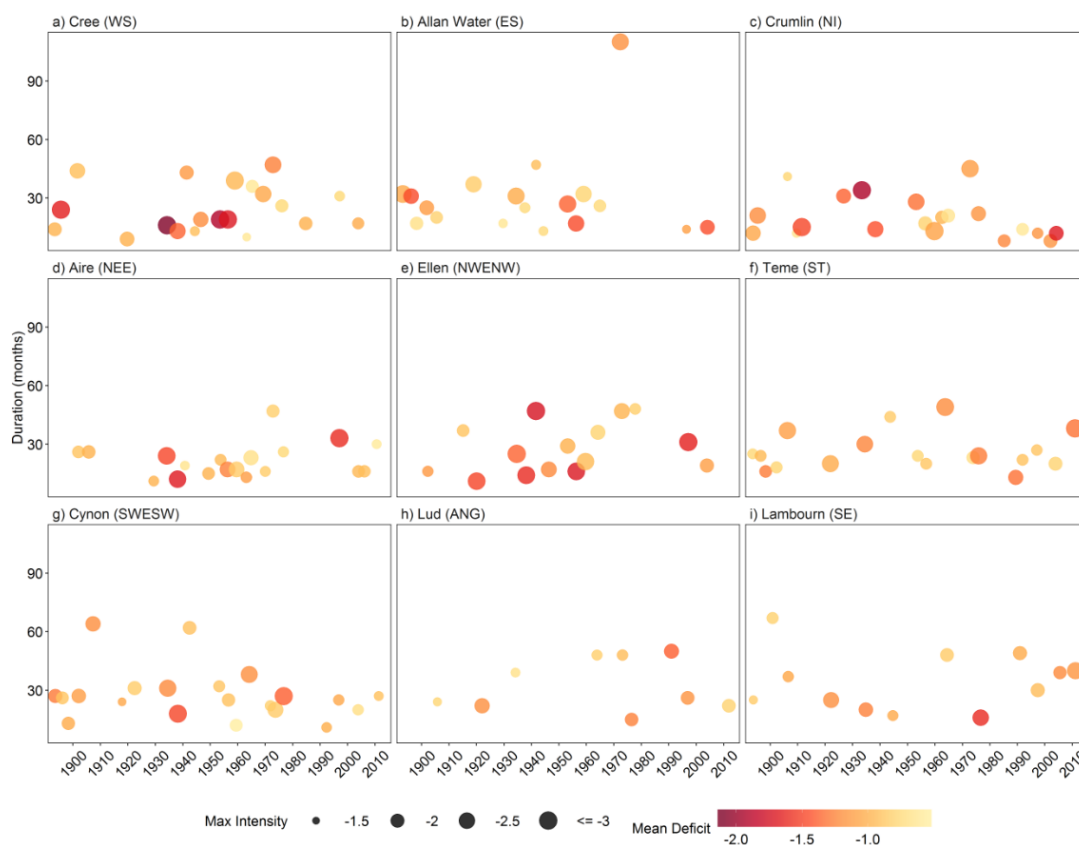 a) Cree (WS)
b) Allan Water (ES)
c) Crumlin (NI)
90
60
30
d) Aire (NEE)
e) Ellen (NWENW)
f) Teme (ST)
Duration (months)
90
60
30
g) Cynon (SWESW)
h) Lud (ANG)
i) Lambourn (SE)
90
60
30
1900 1910 1920 1930 1940 1950 1960 1970 1980 1990 2000 2010
1900 1910 1920 1930 1940 1950 1960 1970 1980 1990 2000 2010
1900 1910 1920 1930 1940 1950 1960 1970 1980 1990 2000 2010
Max Intensity -1.5 -2 -2.5 <= -3 Mean Deficit
-2.0 -1.5 -1.0